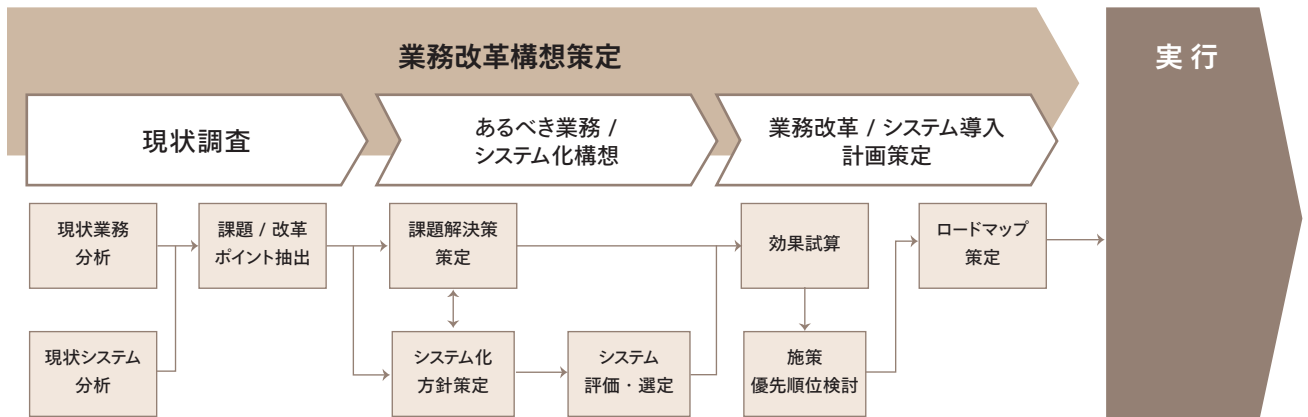 業務改革構想策定
実行
現状調査
あるべき業務 /
システム化構想
業務改革 / システム導入
計画策定
現状業務
分析
課題 / 改革
ポイント抽出
課題解決策
策定
効果試算
ロードマップ
策定
現状システム
分析
システム化
方針策定
システム
評価・選定
施策
優先順位検討